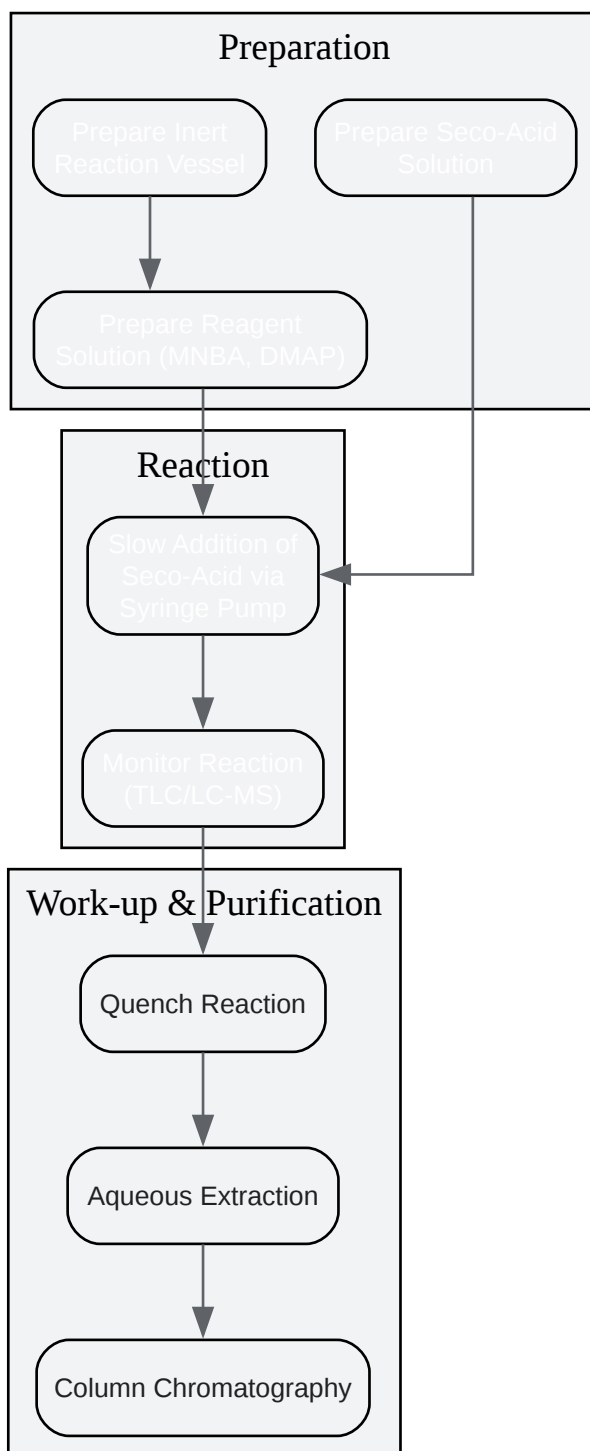 Preparation
Prepare Inert
Reaction Vessel
Prepare Seco-Acid
Solution
Prepare Reagent
Solution (MNBA, DMAP)
Reaction
Slow Addition of
Seco-Acid via
Syringe Pump
Monitor Reaction
(TLC/LC-MS)
Work-up & Purification
Quench Reaction
Aqueous Extraction
Column Chromatography